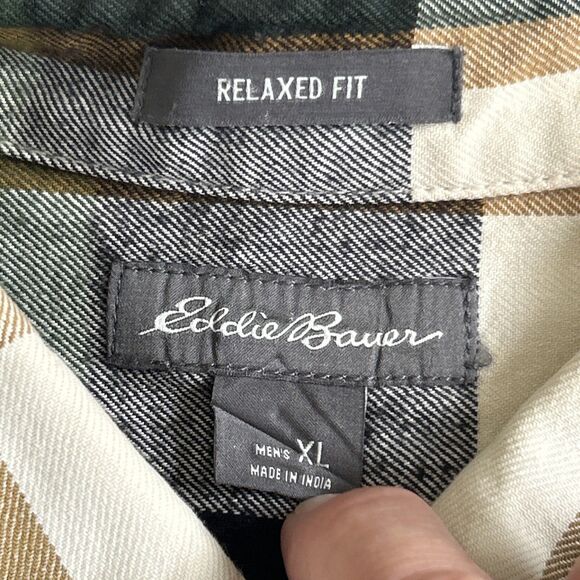 RELAXED FIT
Eddie Bauer
MEN'S XL
MADE IN INDIA